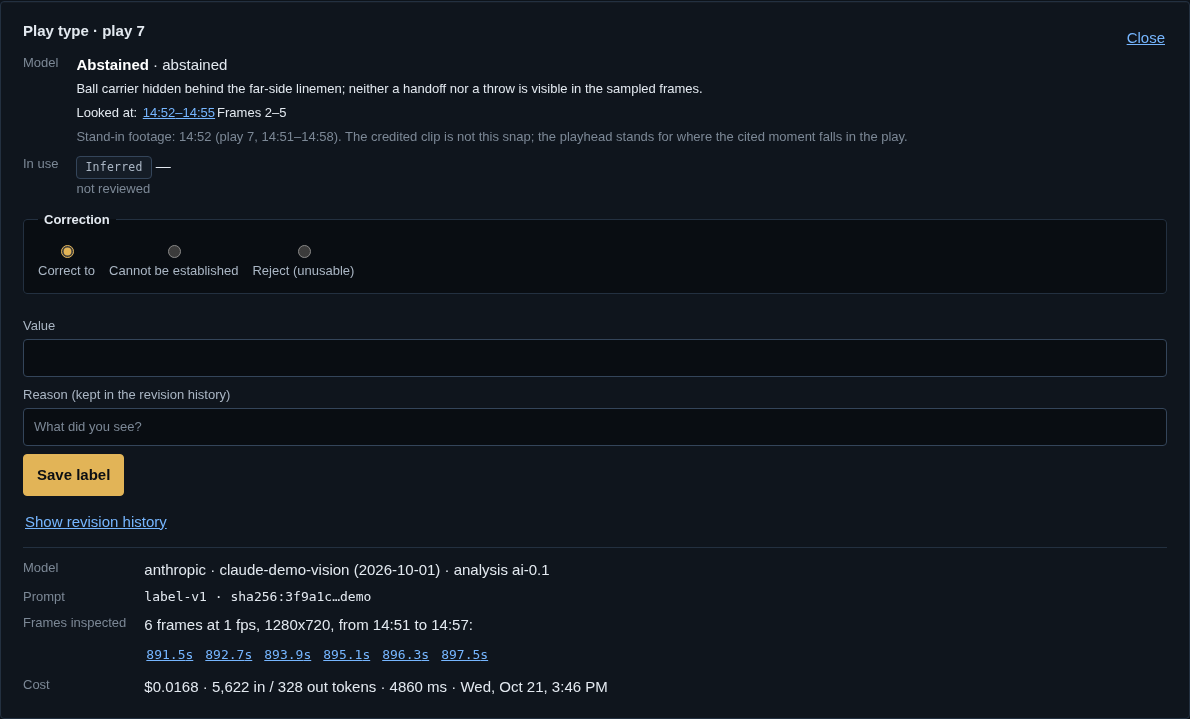 Play type · play 7
Close
Model
Abstained · abstained
Ball carrier hidden behind the far-side linemen; neither a handoff nor a throw is visible in the sampled frames.
Looked at: 14:52–14:55 Frames 2–5
Stand-in footage: 14:52 (play 7, 14:51–14:58). The credited clip is not this snap; the playhead stands for where the cited moment falls in the play.
In use
Inferred —
not reviewed
Correction
Correct to
Cannot be established
Reject (unusable)
Value
Reason (kept in the revision history)
What did you see?
Save label
Show revision history
Model
anthropic · claude-demo-vision (2026-10-01) · analysis ai-0.1
Prompt
label-v1 · sha256:3f9a1c…demo
Frames inspected
6 frames at 1 fps, 1280x720, from 14:51 to 14:57:
891.5s 892.7s 893.9s 895.1s 896.3s 897.5s
Cost
$0.0168 · 5,622 in / 328 out tokens · 4860 ms · Wed, Oct 21, 3:46 PM